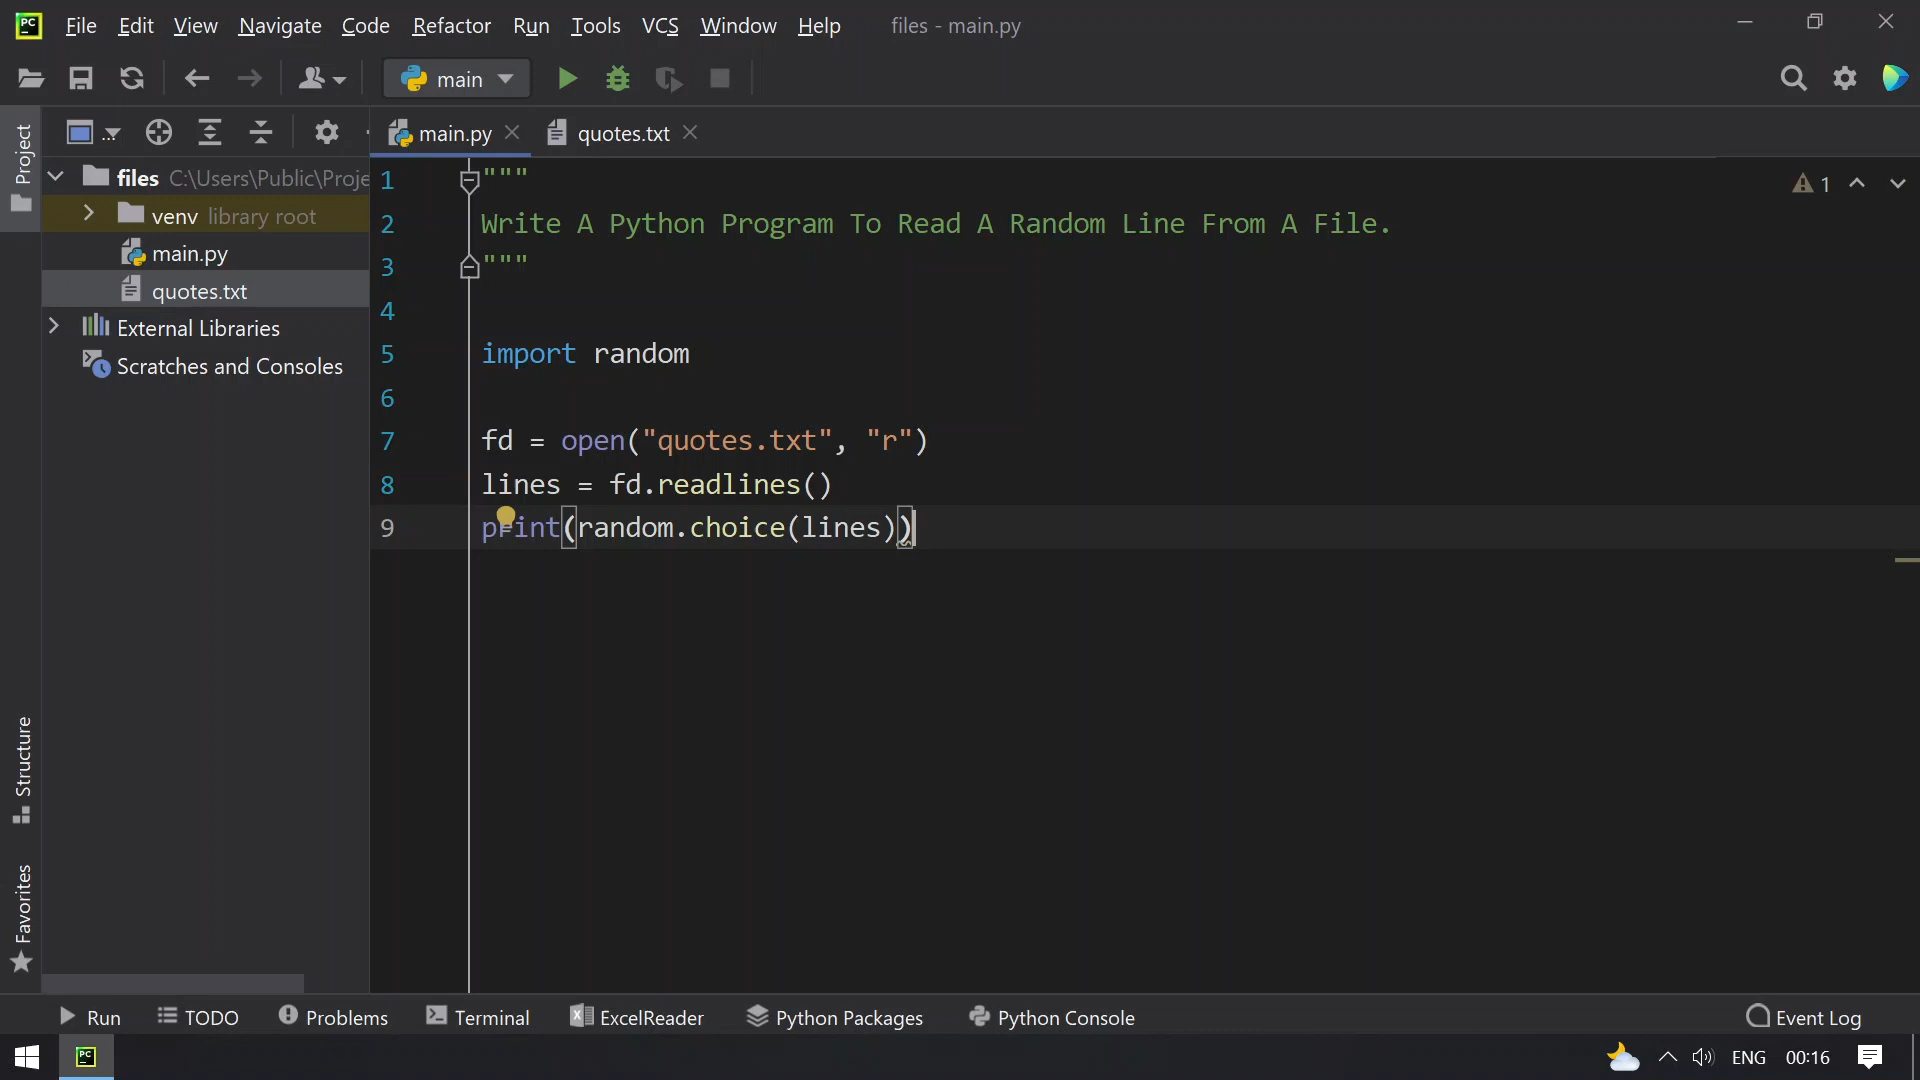 PC File Edit View Navigate Code Refactor Run Tools VCS Window Help files - main.py
main
Project
... main.py quotes.txt
files C:\Users\Public\Proje
venv library root
main.py
quotes.txt
External Libraries
Scratches and Consoles
1 """
2 Write A Python Program To Read A Random Line From A File.
3 """
4
5 import random
6
7 fd = open("quotes.txt", "r")
8 lines = fd.readlines()
9 print(random.choice(lines))
1
Structure
Favorites
Run TODO Problems Terminal ExcelReader Python Packages Python Console Event Log
PC ENG 00:16